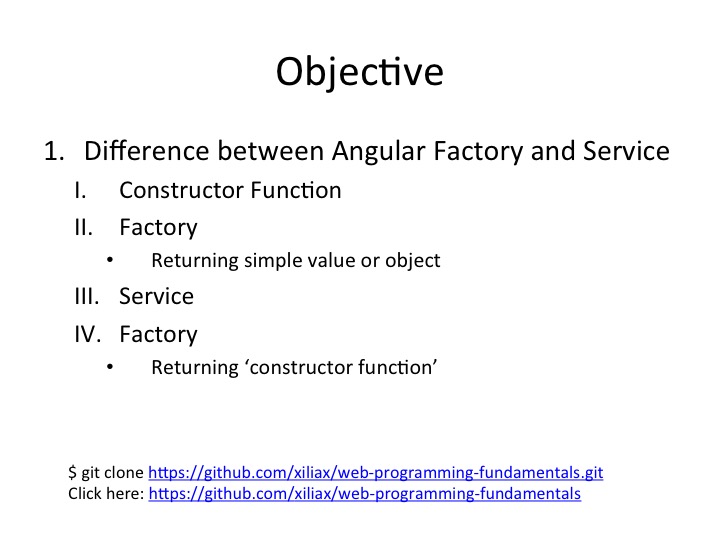 Objective
1. Difference between Angular Factory and Service
I. Constructor Function
II. Factory
• Returning simple value or object
III. Service
IV. Factory
• Returning ‘constructor function’
$ git clone https://github.com/xiliax/web-programming-fundamentals.git
Click here: https://github.com/xiliax/web-programming-fundamentals